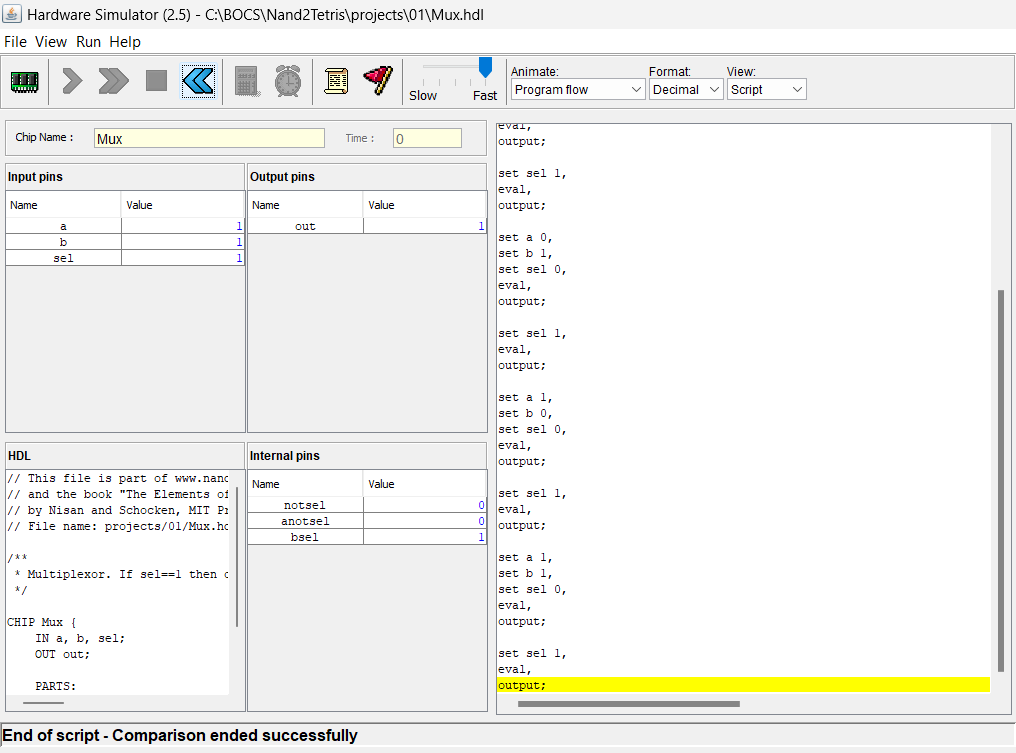 Hardware Simulator (2.5) - C:\BOCS\Nand2Tetris\projects\01\Mux.hdl
File View Run Help
Slow Fast
Animate: Format: View:
Program flow Decimal Script
Chip Name : Mux Time : 0
Input pins
Name Value
a 1
b 1
sel 1
Output pins
Name Value
out 1
HDL
// This file is part of www.nand
// and the book "The Elements of
// by Nisan and Schocken, MIT Pr
// File name: projects/01/Mux.hd
/**
* Multiplexor. If sel==1 then o
*/
CHIP Mux {
IN a, b, sel;
OUT out;
PARTS:
Internal pins
Name Value
notsel 0
anotsel 0
bsel 1
eval,
output;
set sel 1,
eval,
output;
set a 0,
set b 1,
set sel 0,
eval,
output;
set sel 1,
eval,
output;
set a 1,
set b 0,
set sel 0,
eval,
output;
set sel 1,
eval,
output;
set a 1,
set b 1,
set sel 0,
eval,
output;
set sel 1,
eval,
output;
End of script - Comparison ended successfully